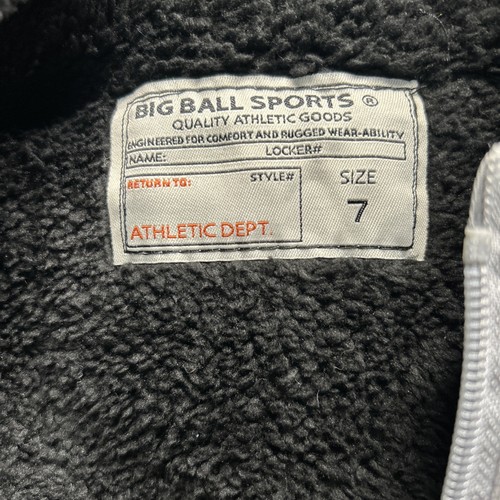 BIG BALL SPORTS ®
QUALITY ATHLETIC GOODS
ENGINEERED FOR COMFORT AND RUGGED WEAR-ABILITY
NAME: LOCKER#
RETURN TO: STYLE# SIZE
7
ATHLETIC DEPT.